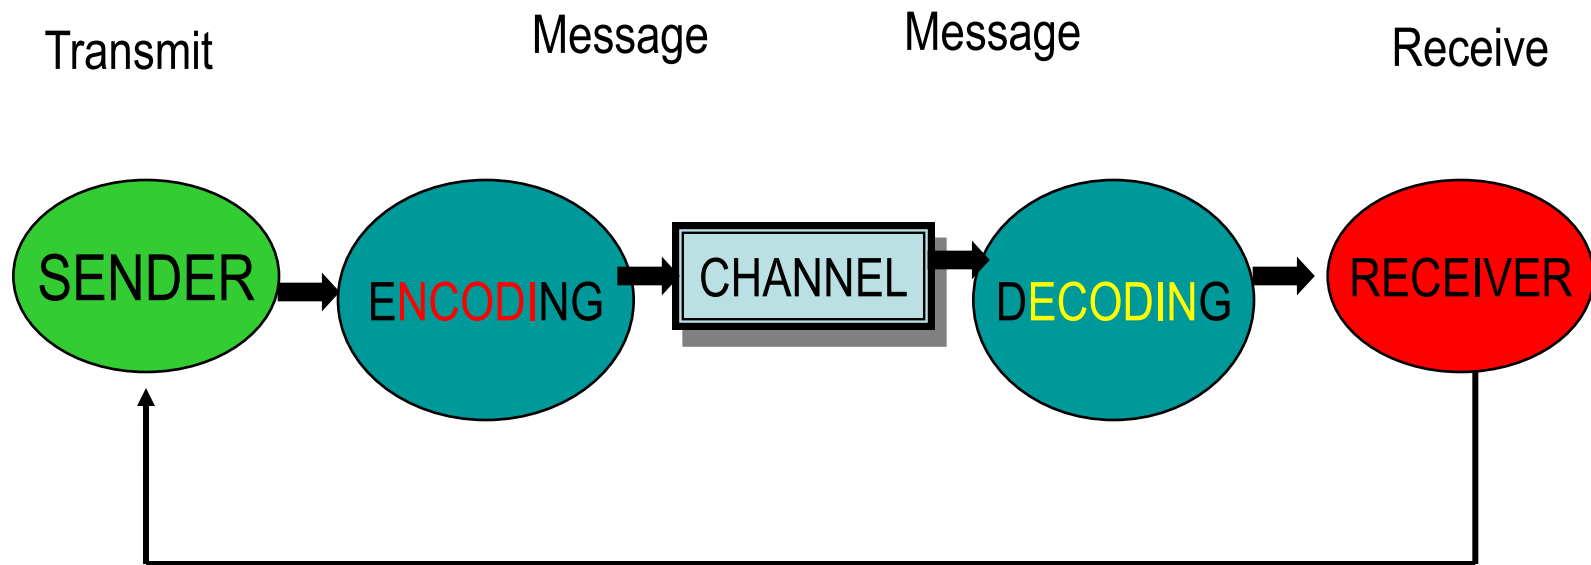 Transmit
Message
Message
Receive
SENDER
ENCODING
CHANNEL
DECODING
RECEIVER